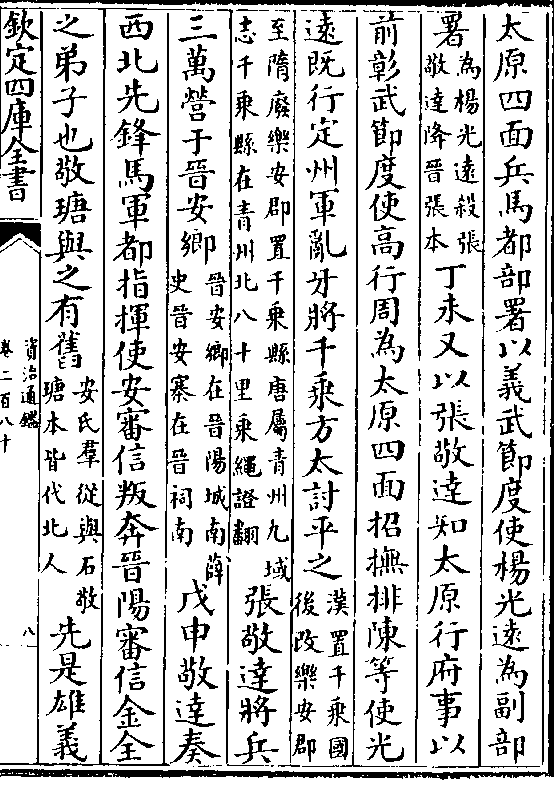 太原四面兵馬都部署以義武節度使楊光遠為副部
署為楊光遠殺張敬達降晉張本丁未又以張敬達知太原行府事以
前彰武節度使高行周為太原四面招撫排陳等使光
遠既行定州軍亂牙將千乘方太討平之漢置千乘國後改樂安郡
至隋廢樂安郡置千乘縣唐屬青州九域志千乘縣在青州北八十里乘繩證翻張敬達將兵
三萬營于晉安鄉晉安鄉在晉陽城南薛史晉安寨在晉祠南戊申敬達奏
西北先鋒馬軍都指揮使安審信叛奔晉陽審信金全
之弟子也敬瑭與之有舊安氏羣從與石敬瑭本皆代北人先是雄義
欽定四庫全書
資治通鑑
卷二百八十
八